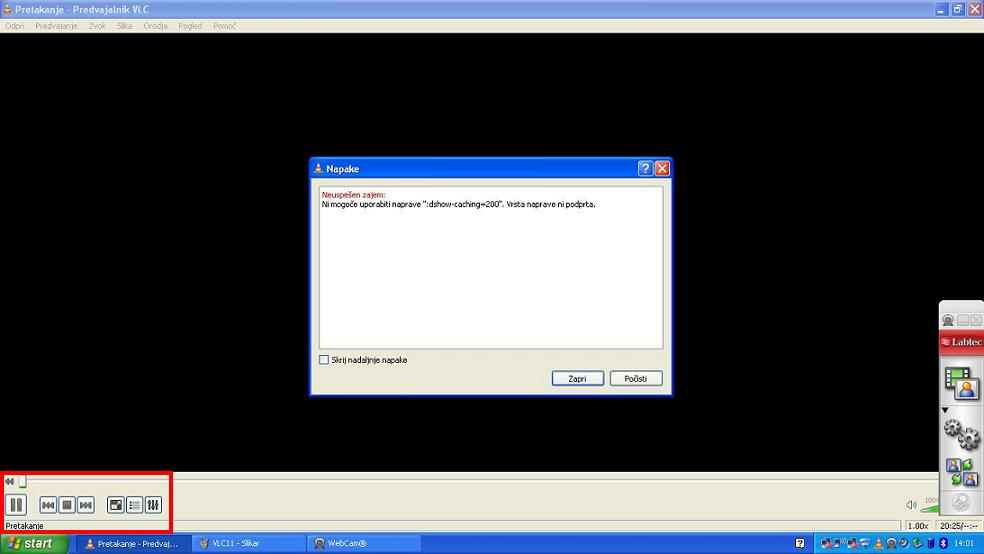 Pretakanje - Predvajalnik VLC
Odpri Predvajanje Zvok Slika Orodja Pogled Pomoč
Napake
Neuspešen zajem:
Ni mogoče uporabiti naprave ":dshow-caching=200". Vrsta naprave ni podprta.
Skrij nadaljnje napake
Zapri Počisti
Labtec
100%
Pretakanje
1.00x 20:25/--:--
start Pretakanje - Predvaj... VLC11 - Slikar WebCam® 14:01